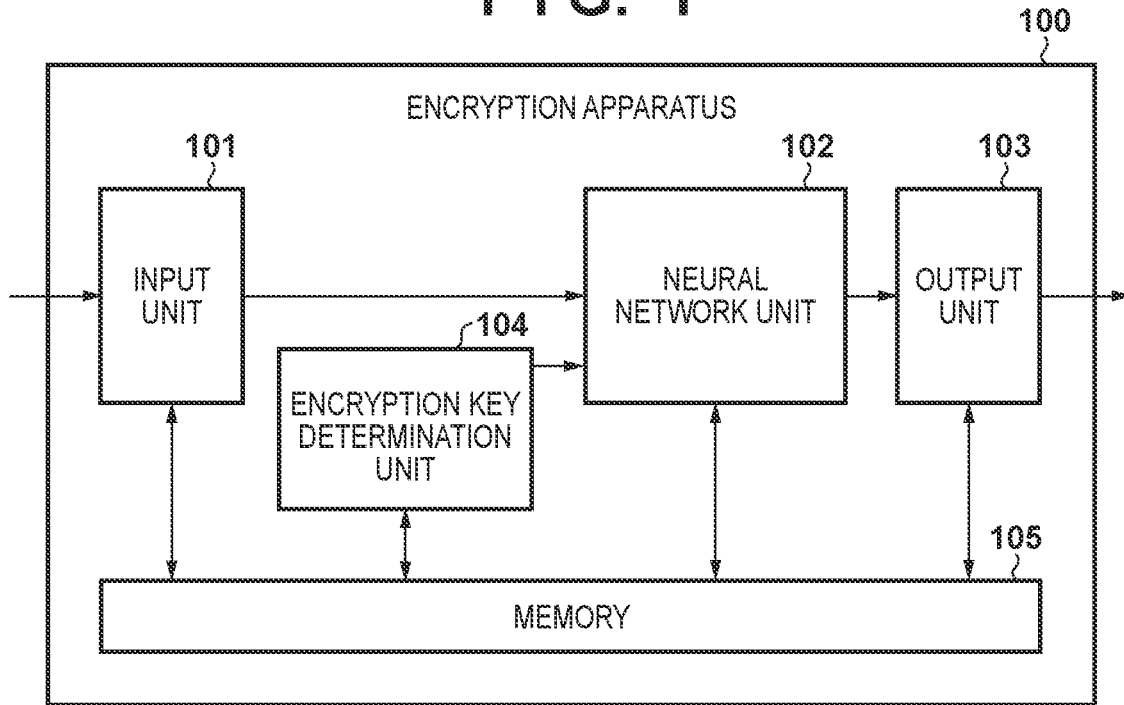 FIG. 1
100
ENCRYPTION APPARATUS
101
102
103
INPUT
UNIT
NEURAL
NETWORK UNIT
OUTPUT
UNIT
104
ENCRYPTION KEY
DETERMINATION
UNIT
105
MEMORY